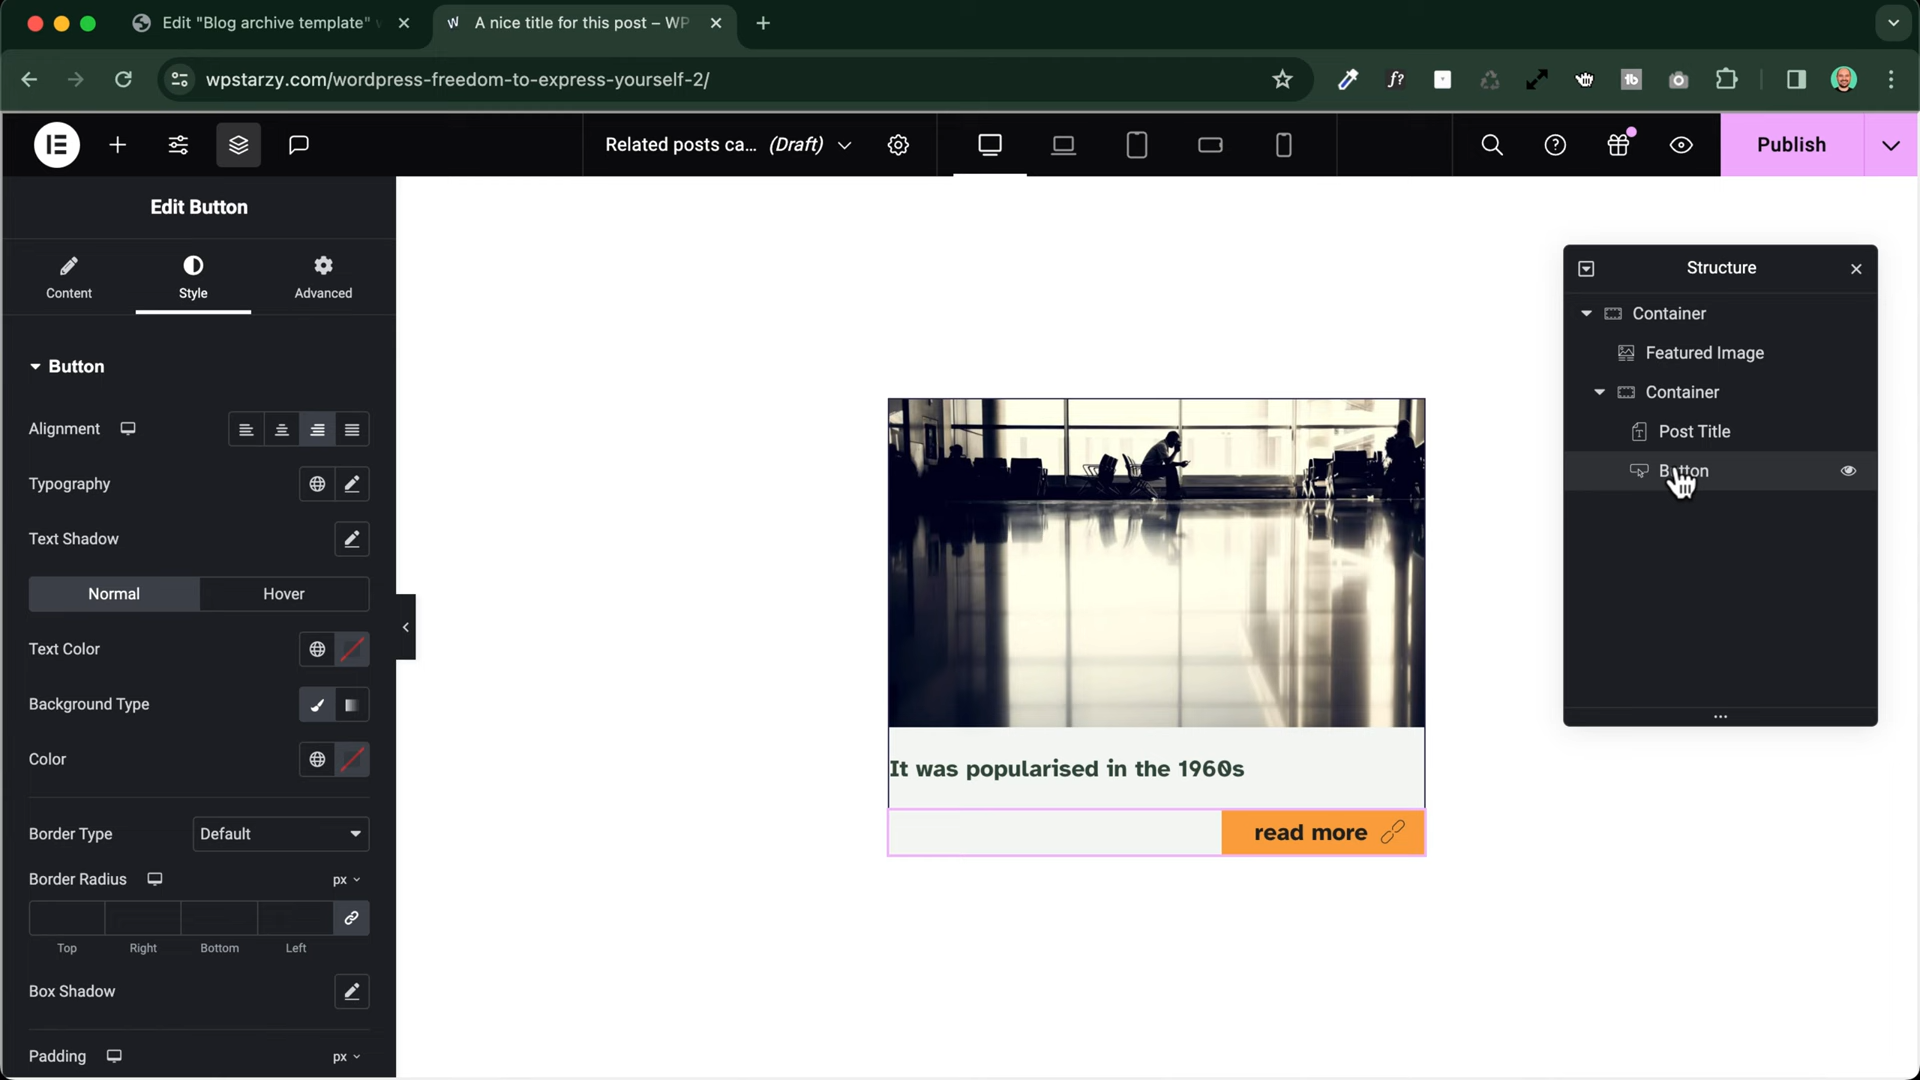 Edit "Blog archive template"
A nice title for this post – WP
wpstarzy.com/wordpress-freedom-to-express-yourself-2/
Related posts ca... (Draft)
Publish
Edit Button
Content
Style
Advanced
Button
Alignment
Typography
Text Shadow
Normal
Hover
Text Color
Background Type
Color
Border Type
Default
Border Radius
px
Top
Right
Bottom
Left
Box Shadow
Padding
px
It was popularised in the 1960s
read more
Structure
Container
Featured Image
Container
Post Title
Button